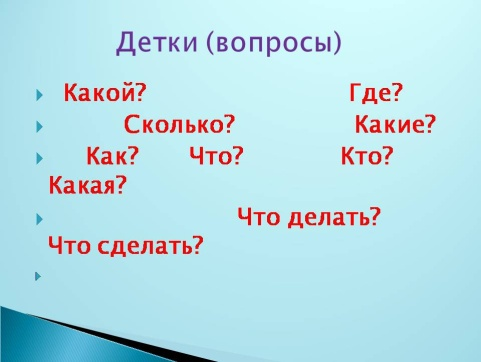 Детки (вопросы)
Какой? Где?
Сколько? Какие?
Как? Что? Кто?
Какая?
Что делать?
Что сделать?